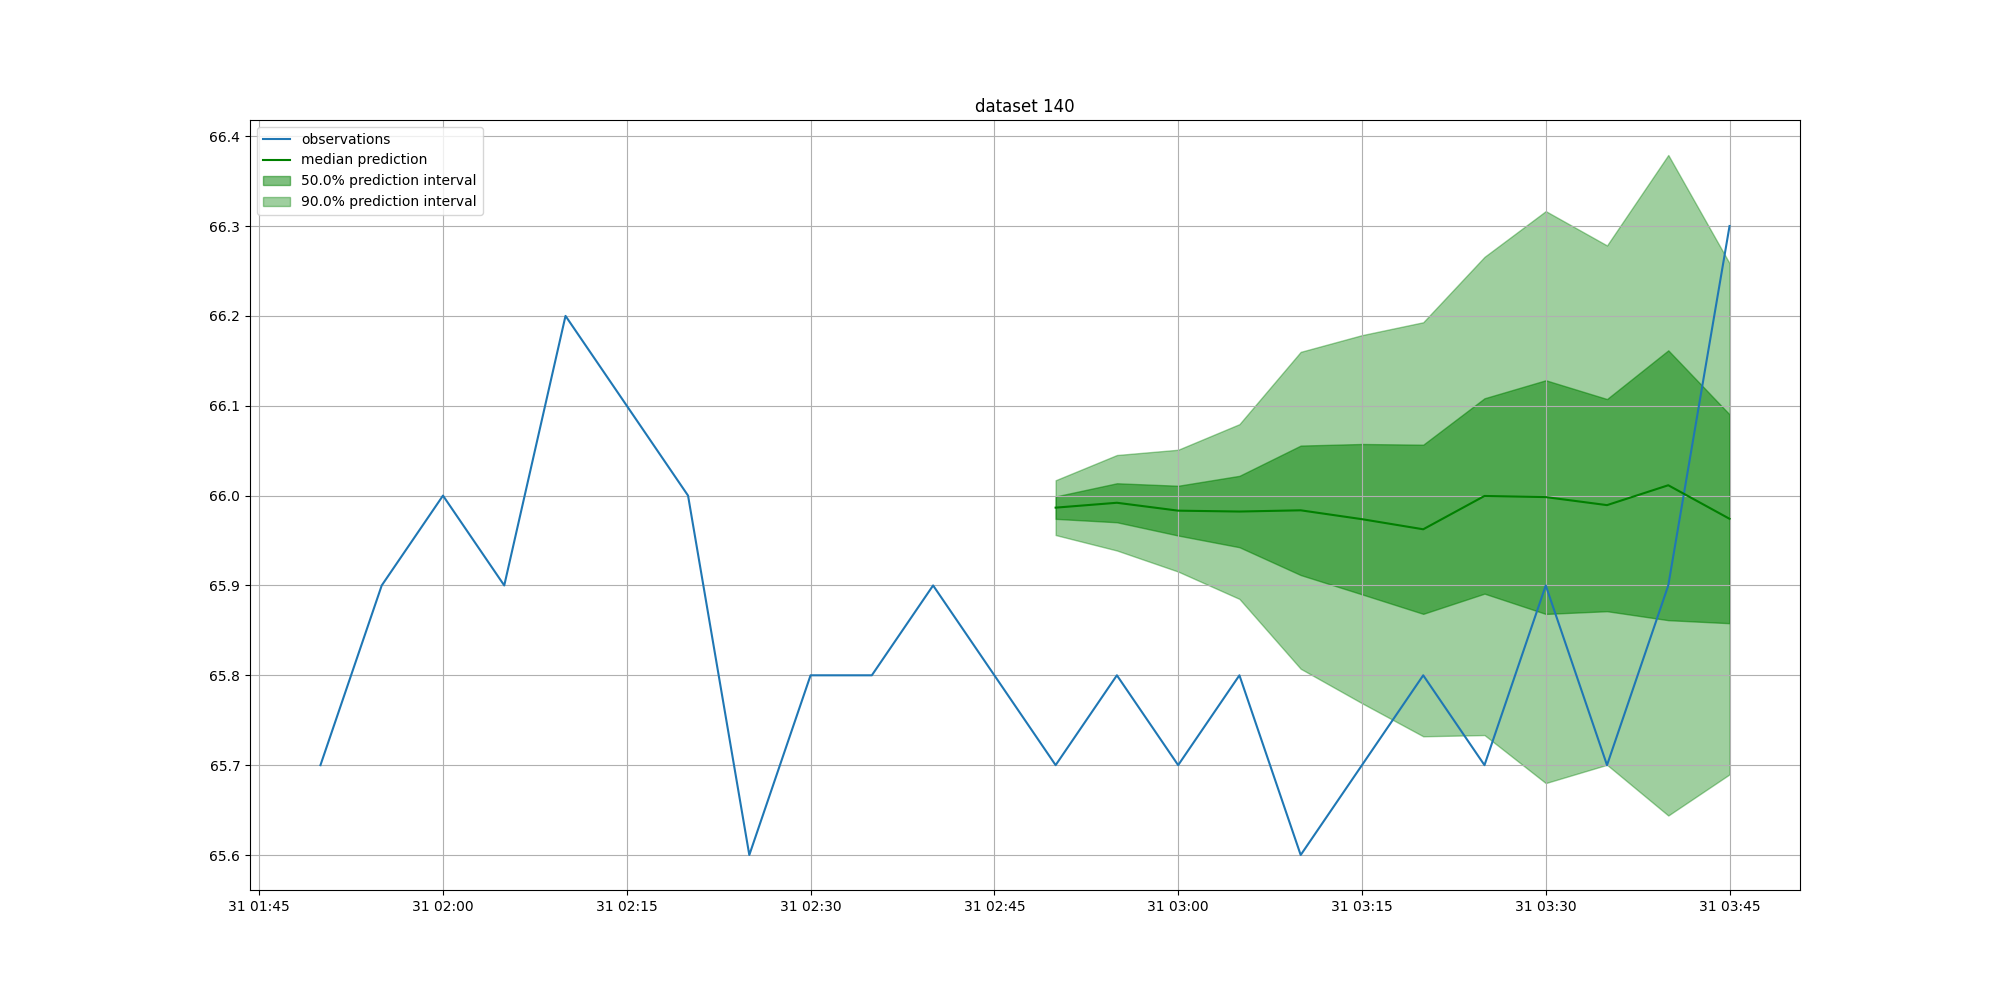 dataset 140
observations
median prediction
50.0% prediction interval
90.0% prediction interval
66.4
66.3
66.2
66.1
66.0
65.9
65.8
65.7
65.6
31 01:45 31 02:00 31 02:15 31 02:30 31 02:45 31 03:00 31 03:15 31 03:30 31 03:45